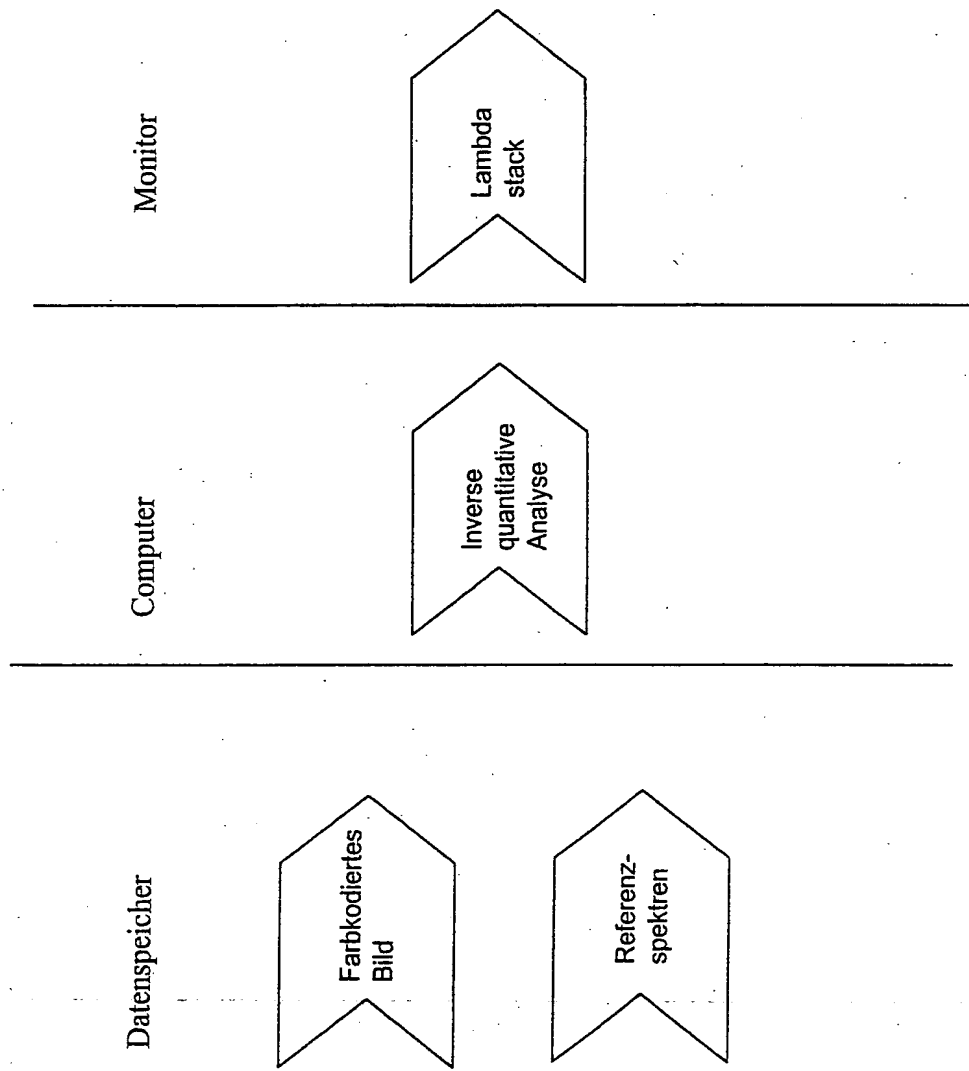 Datenspeicher
Farbkodiertes
Bild
Referenz-
spektren
Computer
Inverse
quantitative
Analyse
Monitor
Lambda
stack